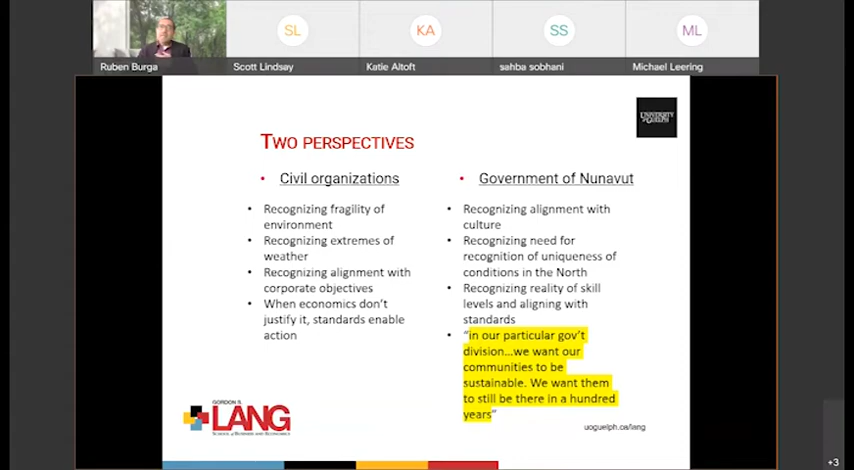 SL
KA
SS
ML
Ruben Burga
Scott Lindsay
Katie Altoft
sahba sobhani
Michael Leering
UNIVERSITY
of GUELPH
TWO PERSPECTIVES
• Civil organizations
• Recognizing fragility of
environment
• Recognizing extremes of
weather
• Recognizing alignment with
corporate objectives
• When economics don't
justify it, standards enable
action
• Government of Nunavut
• Recognizing alignment with
culture
• Recognizing need for
recognition of uniqueness of
conditions in the North
• Recognizing reality of skill
levels and aligning with
standards
• "in our particular gov't
division...we want our
communities to be
sustainable. We want them
to still be there in a hundred
years"
GORDON S.
LANG
SCHOOL of BUSINESS AND ECONOMICS
uoguelph.ca/lang
+3